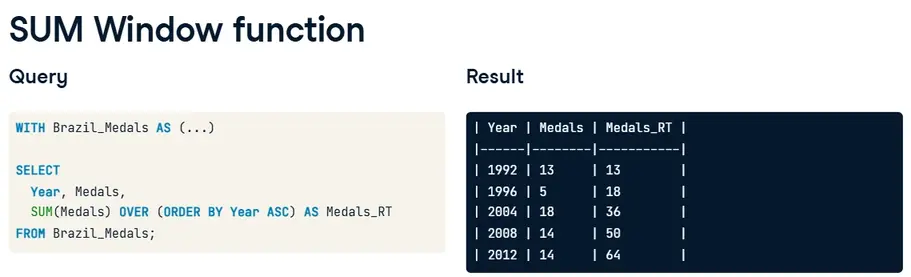 SUM Window function
Query
WITH Brazil_Medals AS (...)
SELECT
Year, Medals,
SUM(Medals) OVER (ORDER BY Year ASC) AS Medals_RT
FROM Brazil_Medals;
Result
| Year | Medals | Medals_RT |
|------|--------|-----------|
| 1992 | 13 | 13 |
| 1996 | 5 | 18 |
| 2004 | 18 | 36 |
| 2008 | 14 | 50 |
| 2012 | 14 | 64 |